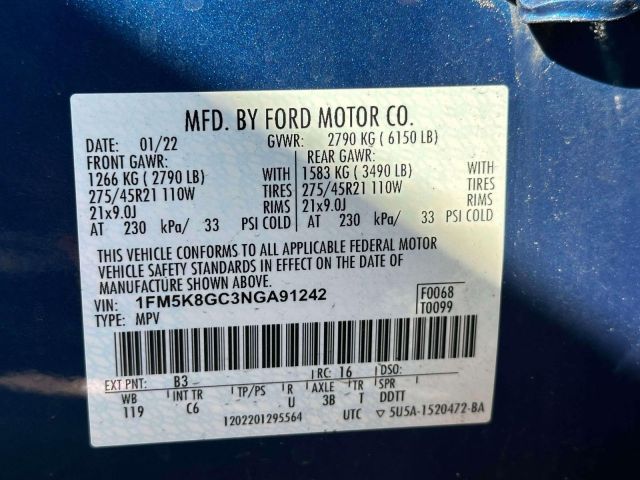 MFD. BY FORD MOTOR CO.
DATE: 01/22 GVWR: 2790 KG ( 6150 LB)
FRONT GAWR: REAR GAWR:
1266 KG ( 2790 LB) WITH 1583 KG ( 3490 LB) WITH
275/45R21 110W TIRES 275/45R21 110W TIRES
21x9.0J RIMS 21x9.0J RIMS
AT 230 kPa/ 33 PSI COLD AT 230 kPa/ 33 PSI COLD
THIS VEHICLE CONFORMS TO ALL APPLICABLE FEDERAL MOTOR
VEHICLE SAFETY STANDARDS IN EFFECT ON THE DATE OF
MANUFACTURE SHOWN ABOVE.
VIN: 1FM5K8GC3NGA91242 F0068
TYPE: MPV T0099
EXT PNT: B3 RC: 16 DSO:
WB INT TR TP/PS R AXLE TR SPR
119 C6 U 3B T DDTT
1202201295564 UTC ▽ 5U5A-1520472-BA